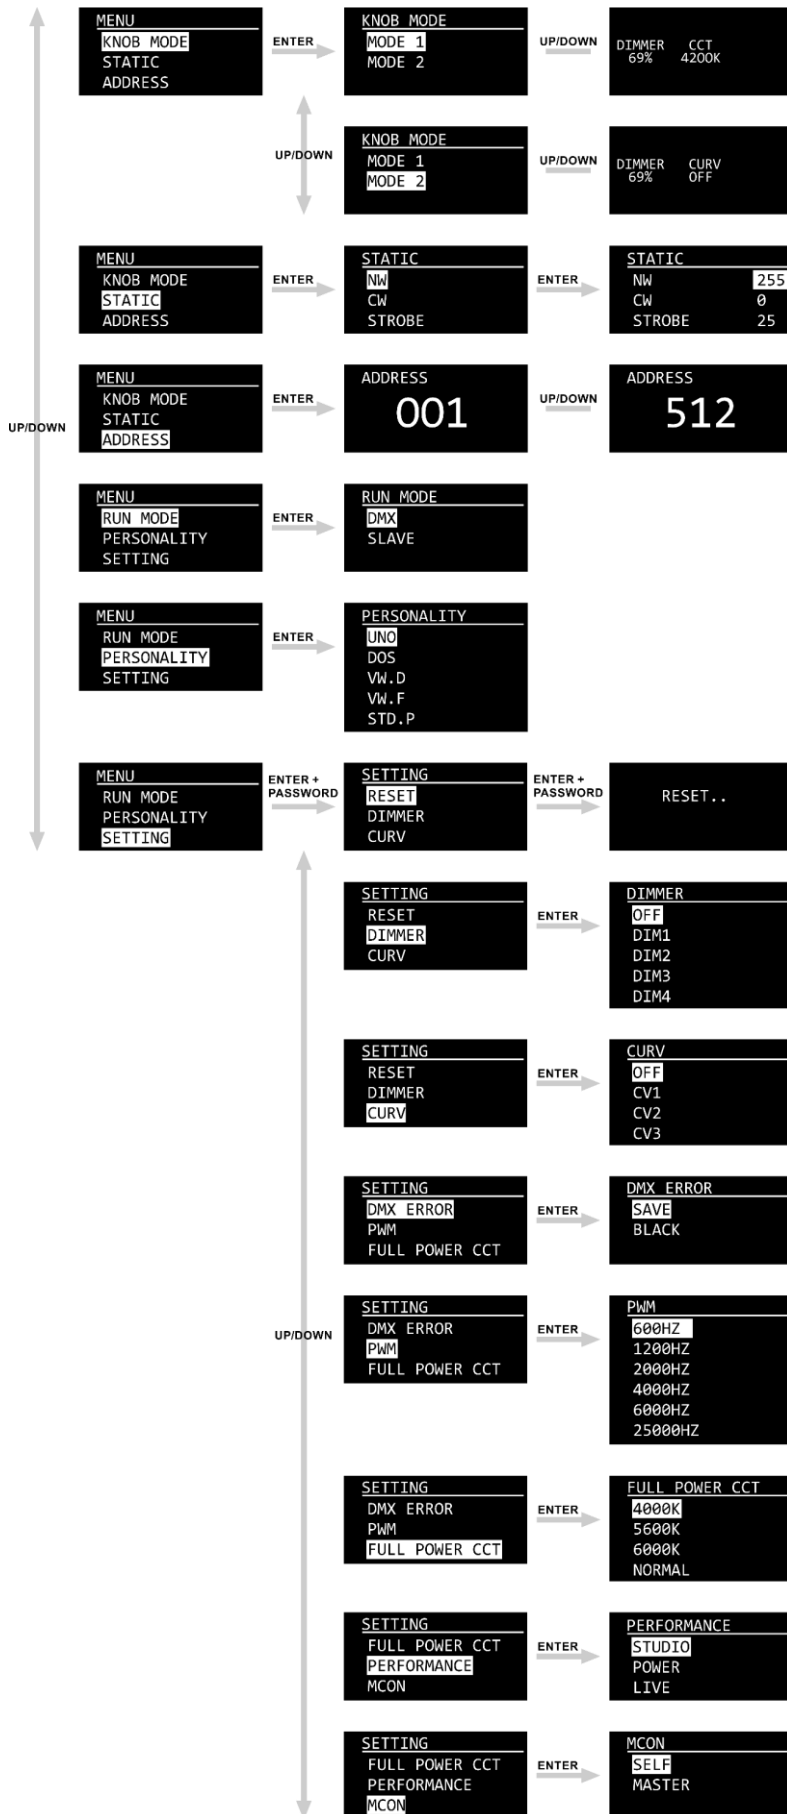 MENU
KNOB MODE
STATIC
ADDRESS
ENTER
KNOB MODE
MODE 1
MODE 2
UP/DOWN
DIMMER CCT
69% 4200K
UP/DOWN
KNOB MODE
MODE 1
MODE 2
UP/DOWN
DIMMER CURV
69% OFF
MENU
KNOB MODE
STATIC
ADDRESS
ENTER
STATIC
NW
CW
STROBE
ENTER
STATIC
NW 255
CW 0
STROBE 25
UP/DOWN
MENU
KNOB MODE
STATIC
ADDRESS
ENTER
ADDRESS
001
UP/DOWN
ADDRESS
512
MENU
RUN MODE
PERSONALITY
SETTING
ENTER
RUN MODE
DMX
SLAVE
MENU
RUN MODE
PERSONALITY
SETTING
ENTER
PERSONALITY
UNO
DOS
VW.D
VW.F
STD.P
MENU
RUN MODE
PERSONALITY
SETTING
ENTER +
PASSWORD
SETTING
RESET
DIMMER
CURV
ENTER +
PASSWORD
RESET..
SETTING
RESET
DIMMER
CURV
ENTER
DIMMER
OFF
DIM1
DIM2
DIM3
DIM4
SETTING
RESET
DIMMER
CURV
ENTER
CURV
OFF
CV1
CV2
CV3
SETTING
DMX ERROR
PWM
FULL POWER CCT
ENTER
DMX ERROR
SAVE
BLACK
UP/DOWN
SETTING
DMX ERROR
PWM
FULL POWER CCT
ENTER
PWM
600HZ
1200HZ
2000HZ
4000HZ
6000HZ
25000HZ
SETTING
DMX ERROR
PWM
FULL POWER CCT
ENTER
FULL POWER CCT
4000K
5600K
6000K
NORMAL
SETTING
FULL POWER CCT
PERFORMANCE
MCON
ENTER
PERFORMANCE
STUDIO
POWER
LIVE
SETTING
FULL POWER CCT
PERFORMANCE
MCON
ENTER
MCON
SELF
MASTER